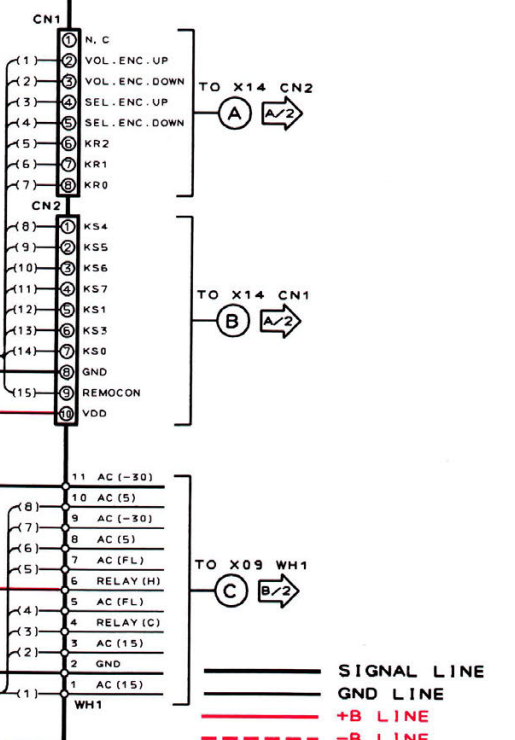 CN1
1 N, C
(1) 2 VOL.ENC.UP
(2) 3 VOL.ENC.DOWN
(3) 4 SEL.ENC.UP
(4) 5 SEL.ENC.DOWN
(5) 6 KR2
(6) 7 KR1
(7) 8 KR0
TO X14 CN2
A A/2
CN2
(8) 1 KS4
(9) 2 KS5
(10) 3 KS6
(11) 4 KS7
(12) 5 KS1
(13) 6 KS3
(14) 7 KS0
8 GND
(15) 9 REMOCON
10 VDD
TO X14 CN1
B A/2
11 AC(-30)
(8) 10 AC(5)
(7) 9 AC(-30)
(6) 8 AC(5)
(5) 7 AC(FL)
6 RELAY(H)
(4) 5 AC(FL)
(3) 4 RELAY(C)
(2) 3 AC(15)
2 GND
(1) 1 AC(15)
WH1
TO X09 WH1
C B/2
SIGNAL LINE
GND LINE
+B LINE
-B LINE